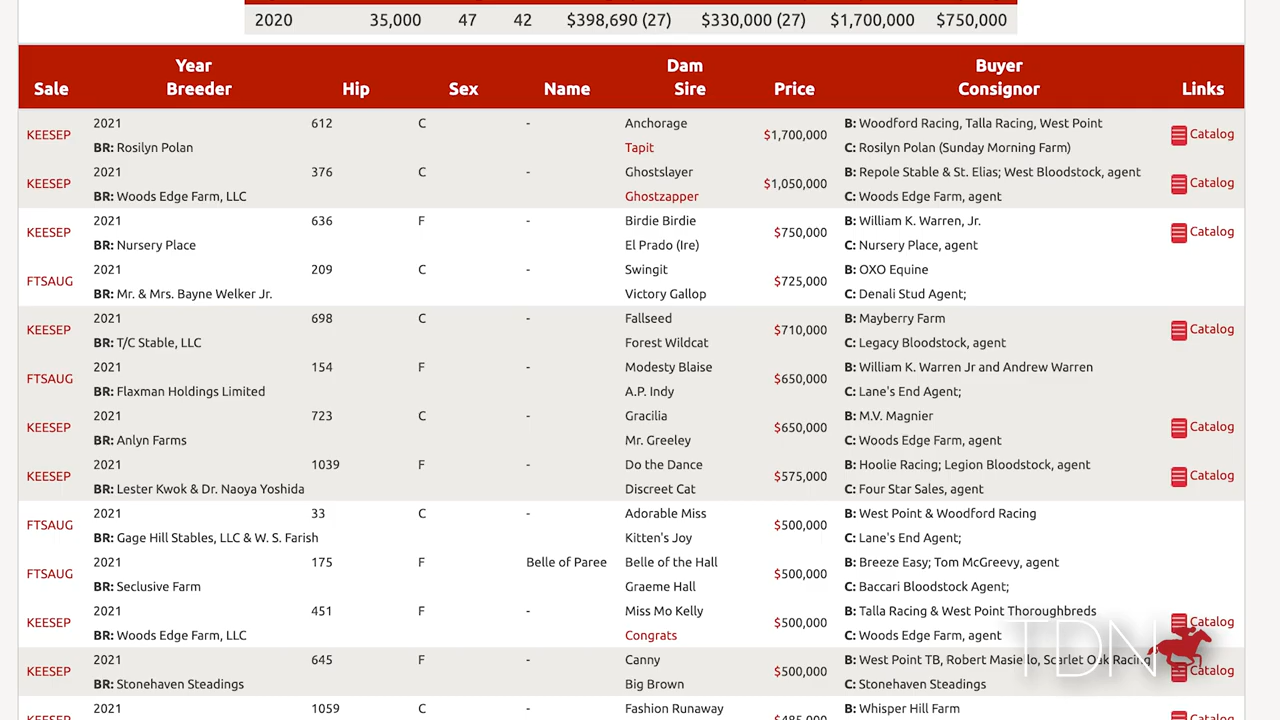 2020 35,000 47 42 $398,690 (27) $330,000 (27) $1,700,000 $750,000
Year Dam Buyer
Sale Breeder Hip Sex Name Sire Price Consignor Links
2021 612 C - Anchorage B: Woodford Racing, Talla Racing, West Point
KEESEP $1,700,000 Catalog
BR: Rosilyn Polan Tapit C: Rosilyn Polan (Sunday Morning Farm)
2021 376 C - Ghostslayer B: Repole Stable & St. Elias; West Bloodstock, agent
KEESEP $1,050,000 Catalog
BR: Woods Edge Farm, LLC Ghostzapper C: Woods Edge Farm, agent
2021 636 F - Birdie Birdie B: William K. Warren, Jr.
KEESEP $750,000 Catalog
BR: Nursery Place El Prado (Ire) C: Nursery Place, agent
2021 209 C - Swingit B: OXO Equine
FTSAUG $725,000
BR: Mr. & Mrs. Bayne Welker Jr. Victory Gallop C: Denali Stud Agent;
2021 698 C - Fallseed B: Mayberry Farm
KEESEP $710,000 Catalog
BR: T/C Stable, LLC Forest Wildcat C: Legacy Bloodstock, agent
2021 154 F - Modesty Blaise B: William K. Warren Jr and Andrew Warren
FTSAUG $650,000
BR: Flaxman Holdings Limited A.P. Indy C: Lane's End Agent;
2021 723 C - Gracilia B: M.V. Magnier
KEESEP $650,000 Catalog
BR: Anlyn Farms Mr. Greeley C: Woods Edge Farm, agent
2021 1039 F - Do the Dance B: Hoolie Racing; Legion Bloodstock, agent
KEESEP $575,000 Catalog
BR: Lester Kwok & Dr. Naoya Yoshida Discreet Cat C: Four Star Sales, agent
2021 33 C - Adorable Miss B: West Point & Woodford Racing
FTSAUG $500,000
BR: Gage Hill Stables, LLC & W. S. Farish Kitten's Joy C: Lane's End Agent;
2021 175 F Belle of Paree Belle of the Hall B: Breeze Easy; Tom McGreevy, agent
FTSAUG $500,000
BR: Seclusive Farm Graeme Hall C: Baccari Bloodstock Agent;
2021 451 F - Miss Mo Kelly B: Talla Racing & West Point Thoroughbreds
KEESEP $500,000 Catalog
BR: Woods Edge Farm, LLC Congrats C: Woods Edge Farm, agent
TDN
2021 645 F - Canny B: West Point TB, Robert Masiello, Scarlet Oak Racing
KEESEP $500,000 Catalog
BR: Stonehaven Steadings Big Brown C: Stonehaven Steadings
2021 1059 C - Fashion Runaway B: Whisper Hill Farm
KEESEP $485,000 Catalog